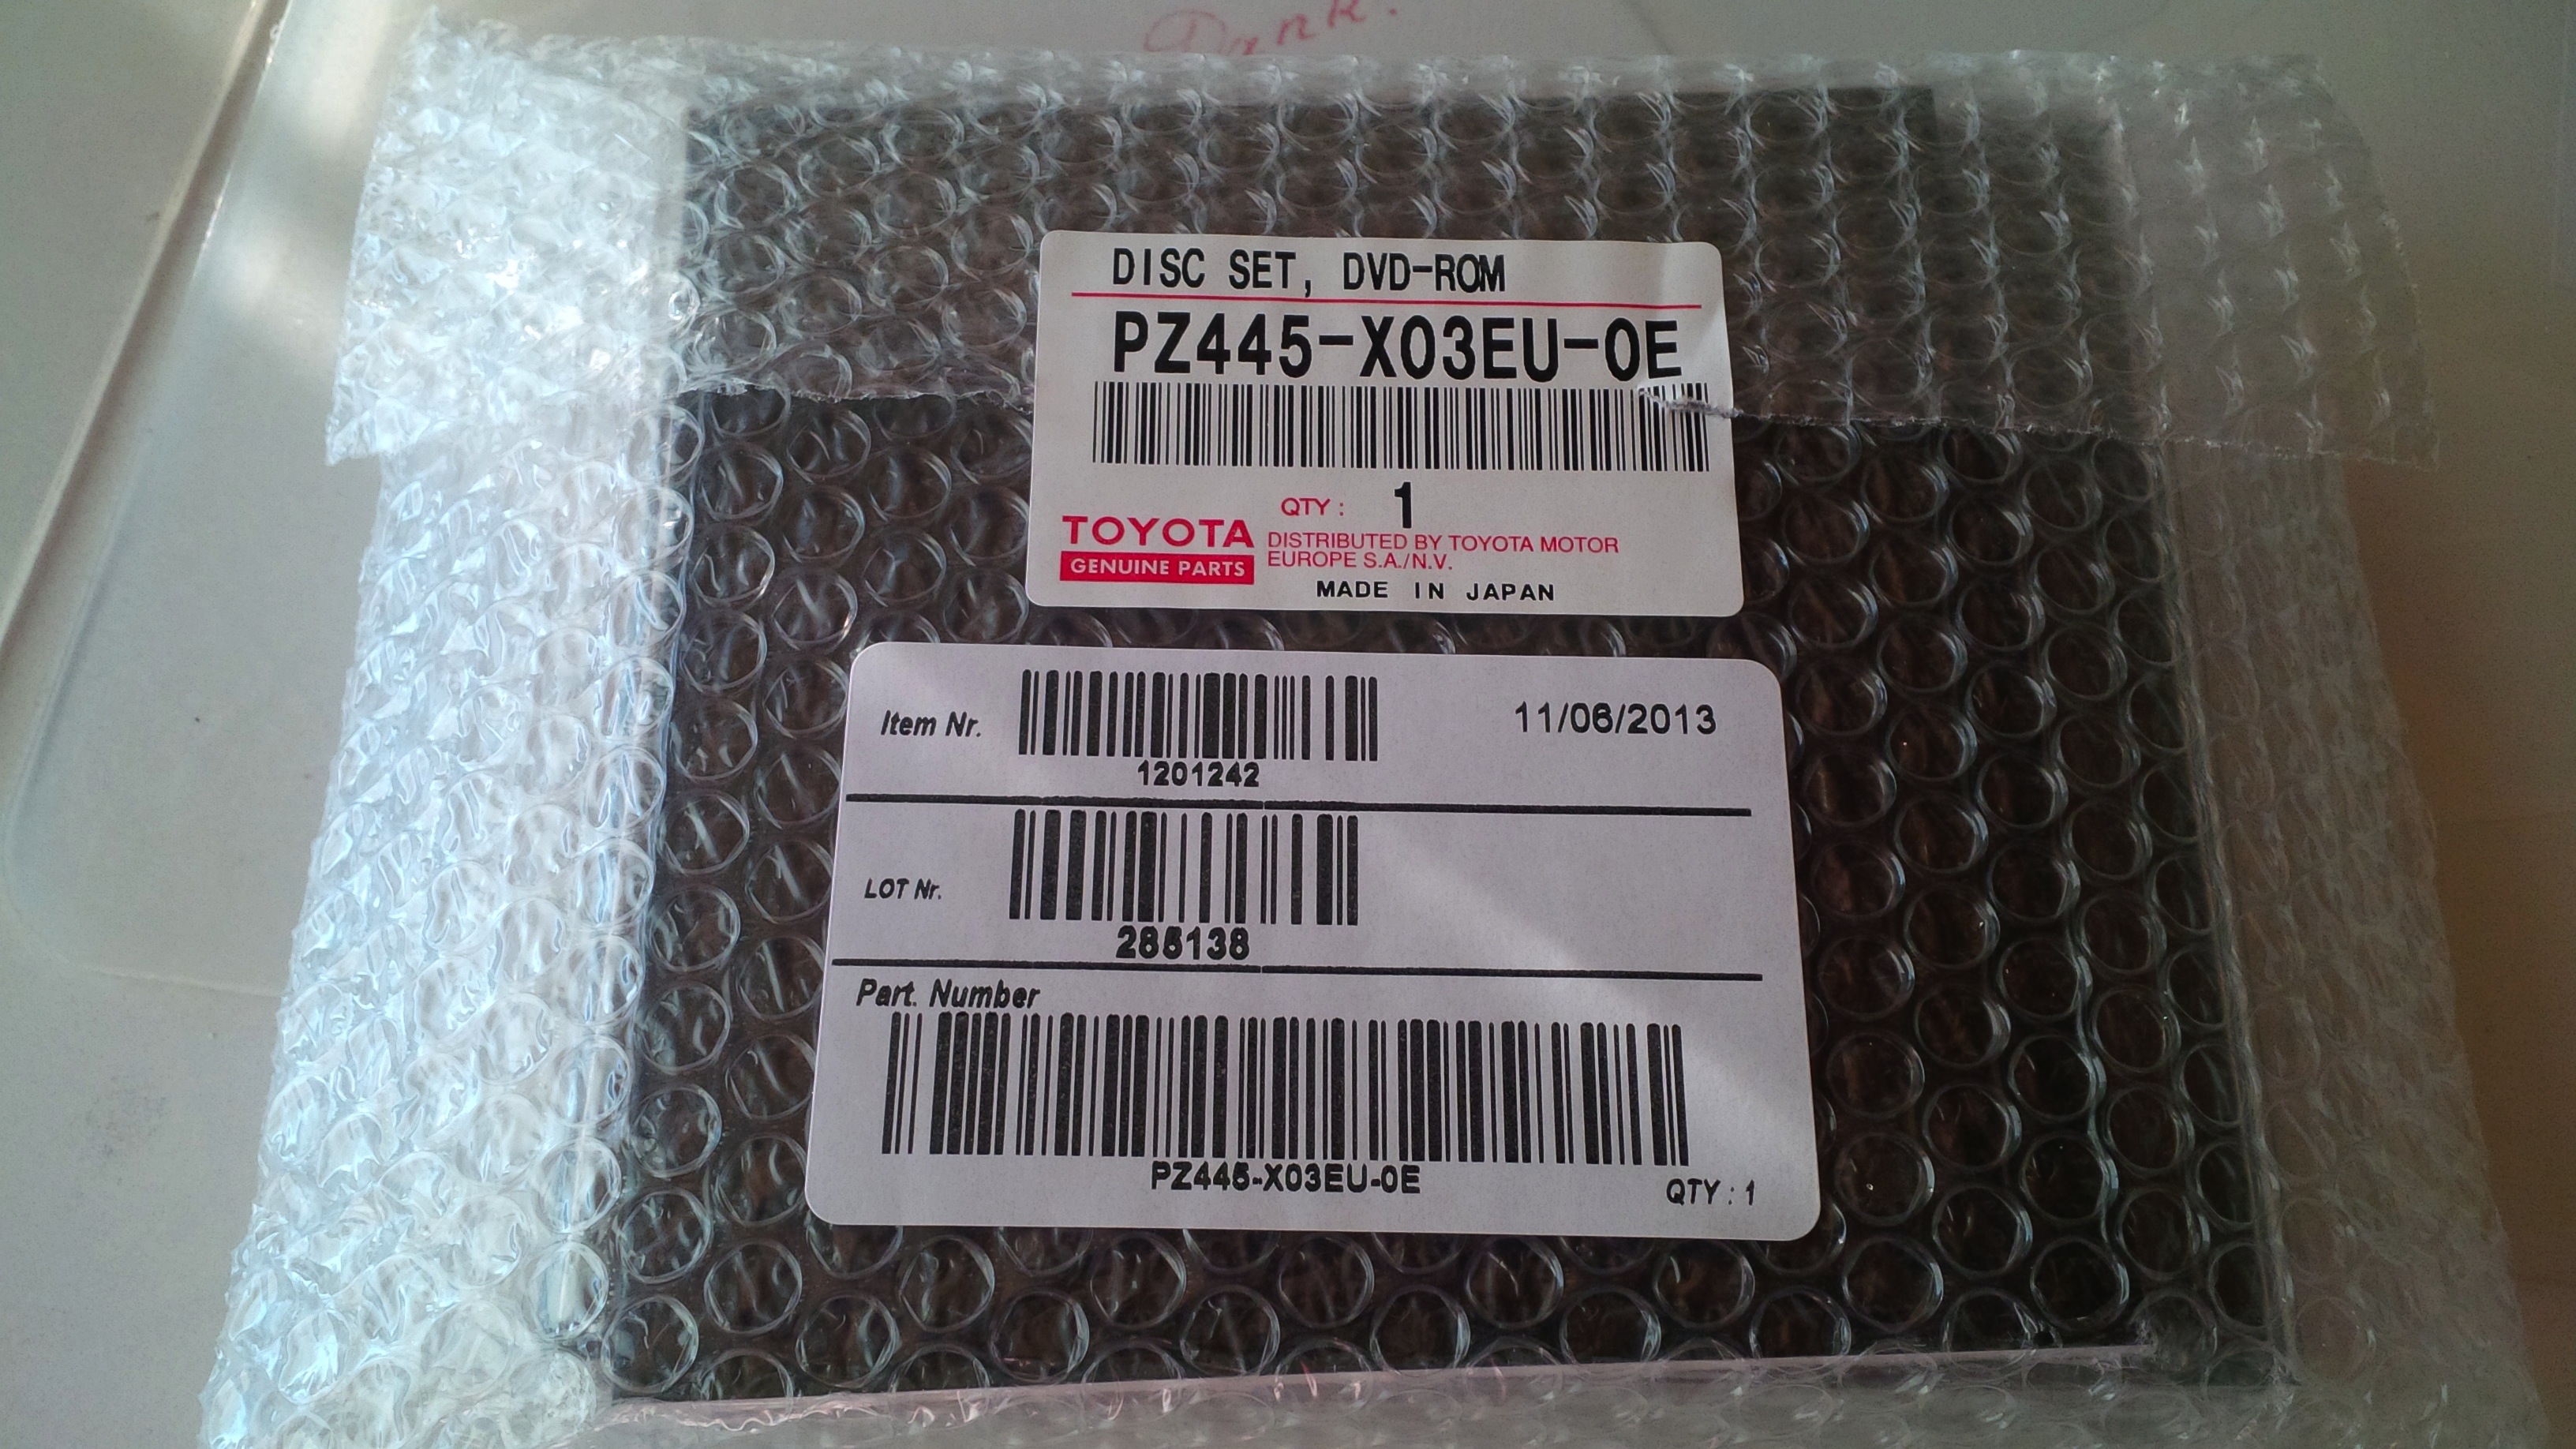 Dank.
DISC SET, DVD-ROM
PZ445-X03EU-0E
QTY : 1
TOYOTA
GENUINE PARTS
DISTRIBUTED BY TOYOTA MOTOR
EUROPE S.A./N.V.
MADE IN JAPAN
Item Nr.
11/06/2013
1201242
LOT Nr.
285138
Part. Number
PZ445-X03EU-0E
QTY : 1